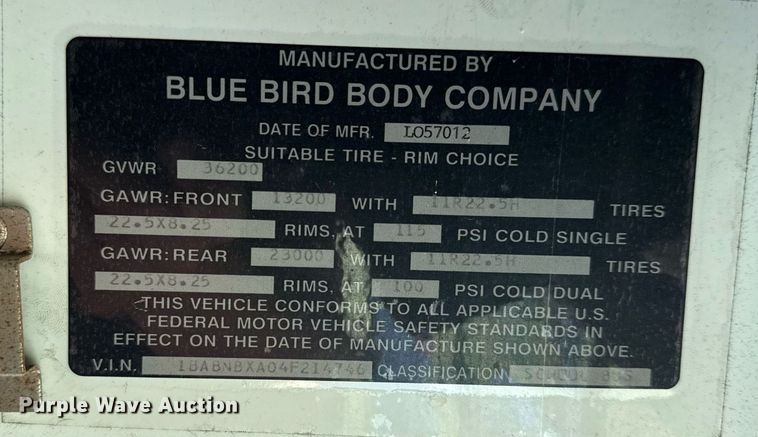 MANUFACTURED BY
BLUE BIRD BODY COMPANY
DATE OF MFR. LO57012
SUITABLE TIRE - RIM CHOICE
GVWR 36200
GAWR: FRONT 13200 WITH 11R22.5H TIRES
22.5X8.25 RIMS, AT 115 PSI COLD SINGLE
GAWR: REAR 23000 WITH 11R22.5H TIRES
22.5X8.25 RIMS, AT 100 PSI COLD DUAL
THIS VEHICLE CONFORMS TO ALL APPLICABLE U.S.
FEDERAL MOTOR VEHICLE SAFETY STANDARDS IN
EFFECT ON THE DATE OF MANUFACTURE SHOWN ABOVE.
V.I.N. 1BABNBXA04F214746 CLASSIFICATION SCHOOL BUS
Purple Wave Auction